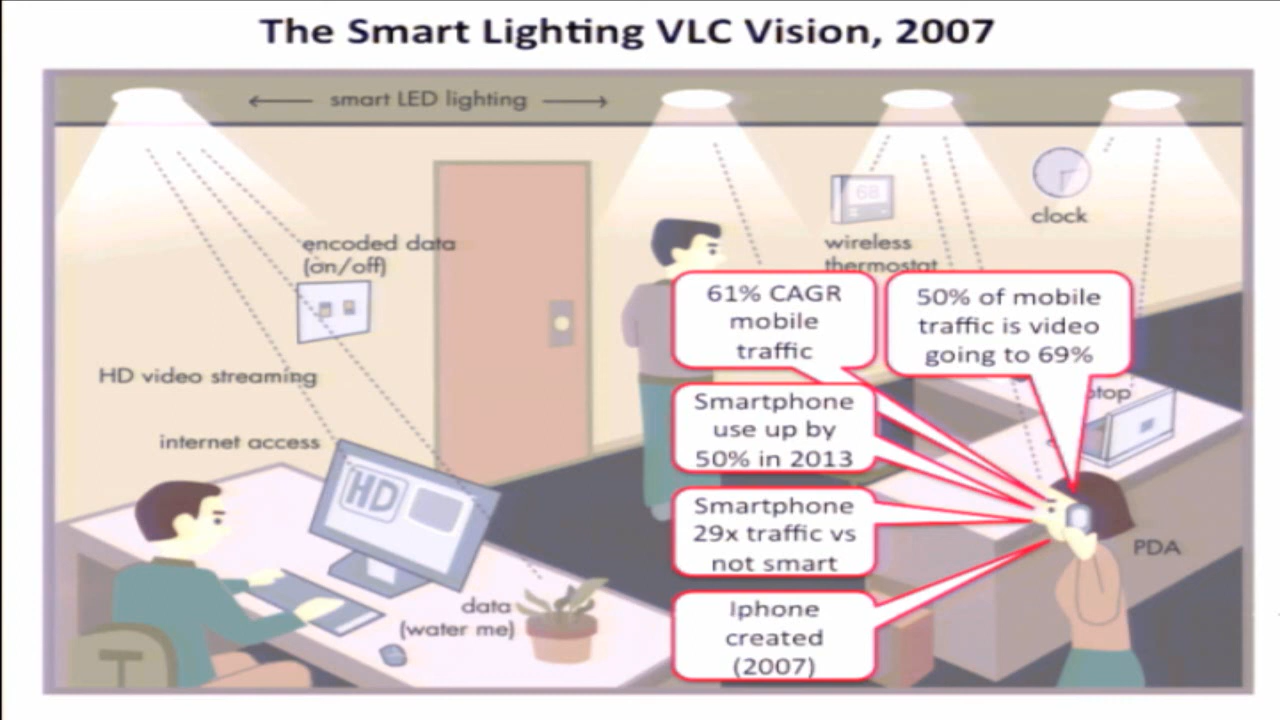 The Smart Lighting VLC Vision, 2007
smart LED lighting
68
clock
encoded data
(on/off)
wireless
thermostat
61% CAGR
mobile
traffic
50% of mobile
traffic is video
going to 69%
HD video streaming
Smartphone
use up by
50% in 2013
internet access
HD
Smartphone
29x traffic vs
not smart
PDA
data
(water me)
Iphone
created
(2007)